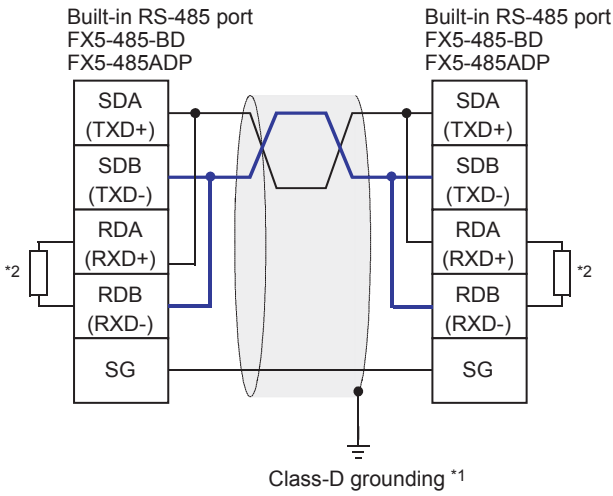 Built-in RS-485 port
FX5-485-BD
FX5-485ADP
SDA
(TXD+)
SDB
(TXD-)
RDA
(RXD+)
RDB
(RXD-)
SG
*2
Built-in RS-485 port
FX5-485-BD
FX5-485ADP
SDA
(TXD+)
SDB
(TXD-)
RDA
(RXD+)
RDB
(RXD-)
SG
*2
Class-D grounding *1